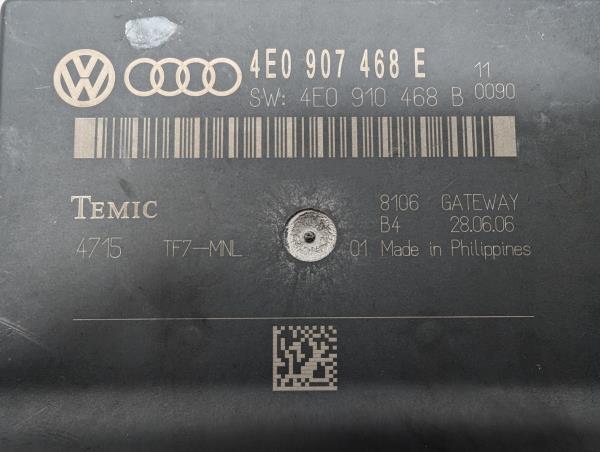 4E0 907 468 E 11
SW: 4E0 910 468 B 0090
TEMIC 8106 GATEWAY
B4 28.06.06
4715 TF7-MNL 01 Made in Philippines